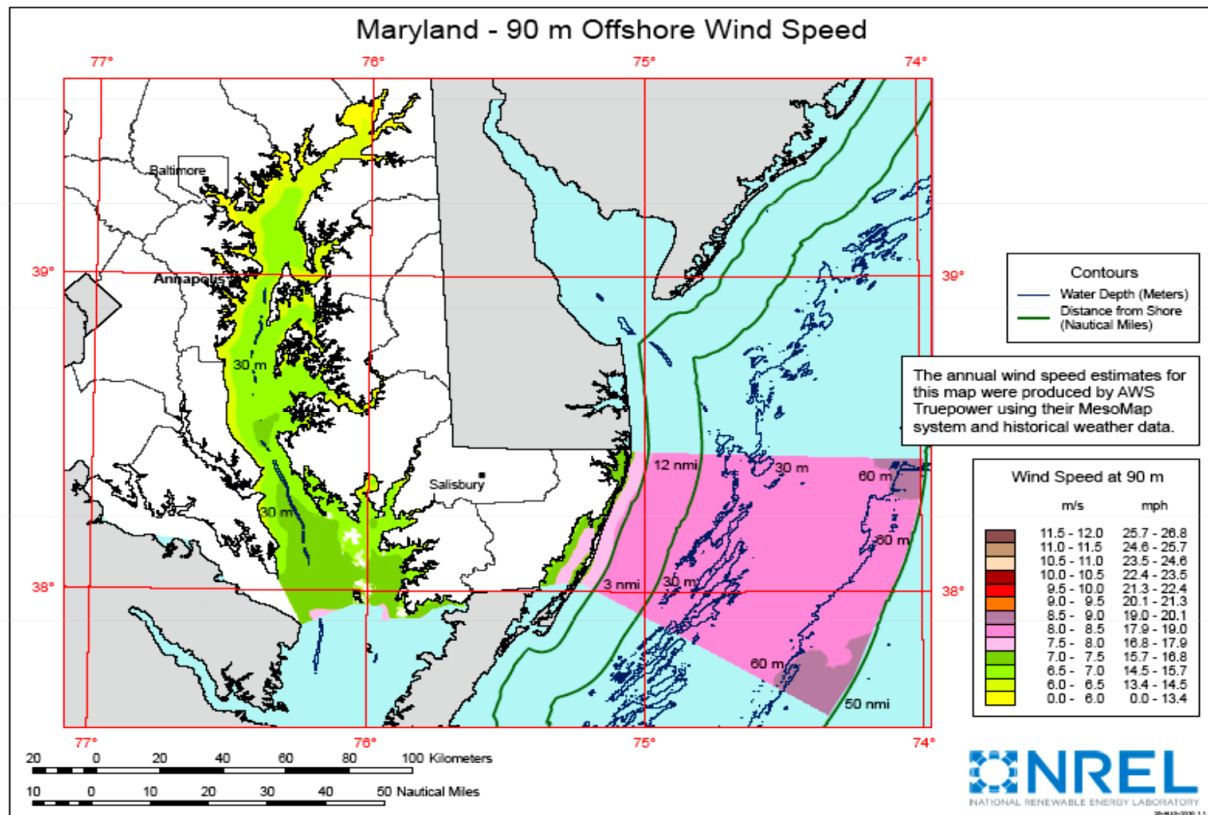 Maryland - 90 m Offshore Wind Speed
77° 76° 75° 74°
Baltimore
39° 39°
Annapolis
30 m
12 nmi 30 m
60 m
Salisbury
30 m
60 m
38° 3 nmi 30 m 38°
60 m
50 nmi
77° 76° 75° 74°
20 0 20 40 60 80 100 Kilometers
10 0 10 20 30 40 50 Nautical Miles
Contours
Water Depth (Meters)
Distance from Shore
(Nautical Miles)
The annual wind speed estimates for
this map were produced by AWS
Truepower using their MesoMap
system and historical weather data.
Wind Speed at 90 m
m/s mph
11.5 - 12.0 25.7 - 26.8
11.0 - 11.5 24.6 - 25.7
10.5 - 11.0 23.5 - 24.6
10.0 - 10.5 22.4 - 23.5
9.5 - 10.0 21.3 - 22.4
9.0 - 9.5 20.1 - 21.3
8.5 - 9.0 19.0 - 20.1
8.0 - 8.5 17.9 - 19.0
7.5 - 8.0 16.8 - 17.9
7.0 - 7.5 15.7 - 16.8
6.5 - 7.0 14.5 - 15.7
6.0 - 6.5 13.4 - 14.5
0.0 - 6.0 0.0 - 13.4
NREL
NATIONAL RENEWABLE ENERGY LABORATORY